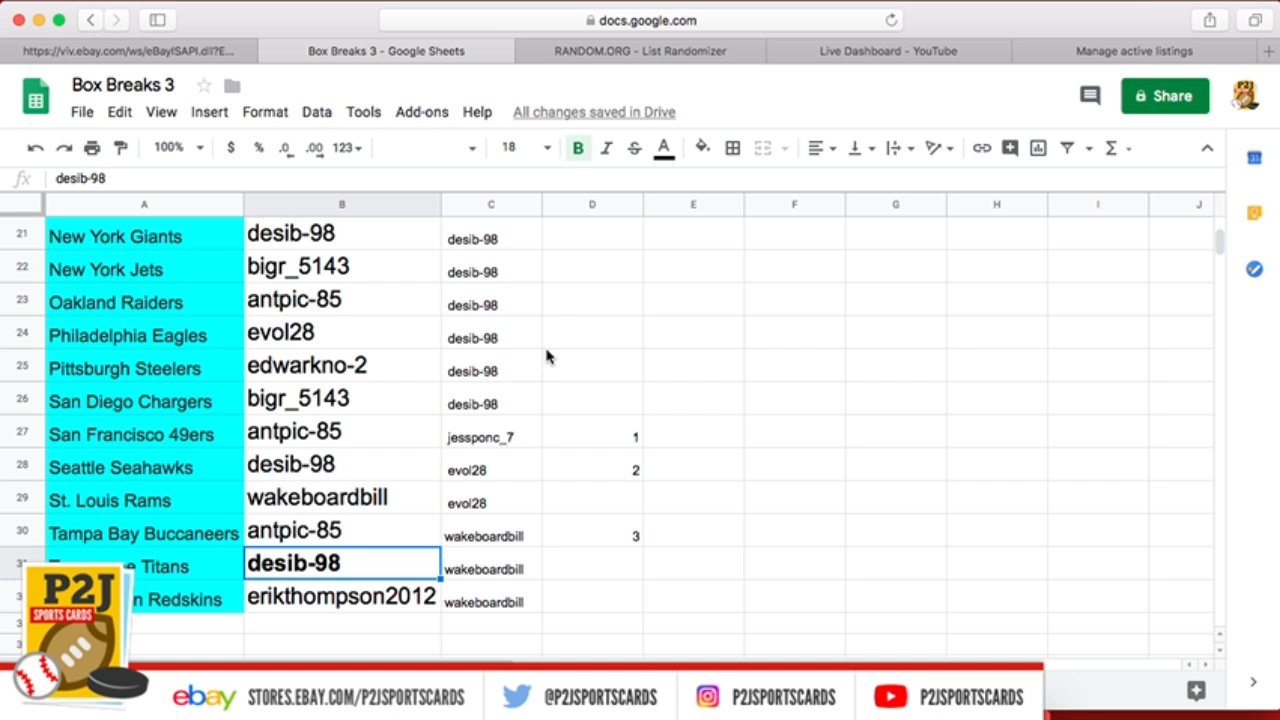 docs.google.com
https://viv.ebay.com/ws/eBayISAPI.dll?E...
Box Breaks 3 - Google Sheets
RANDOM.ORG - List Randomizer
Live Dashboard - YouTube
Manage active listings
Box Breaks 3
Share
P2J
File Edit View Insert Format Data Tools Add-ons Help All changes saved in Drive
100% $ % .0 .00 123 18 B I S A Σ
fx desib-98
A B C D E F G H I J
21 New York Giants desib-98 desib-98
22 New York Jets bigr_5143 desib-98
23 Oakland Raiders antpic-85 desib-98
24 Philadelphia Eagles evol28 desib-98
25 Pittsburgh Steelers edwarkno-2 desib-98
26 San Diego Chargers bigr_5143 desib-98
27 San Francisco 49ers antpic-85 jessponc_7 1
28 Seattle Seahawks desib-98 evol28 2
29 St. Louis Rams wakeboardbill evol28
30 Tampa Bay Buccaneers antpic-85 wakeboardbill 3
Titans desib-98 wakeboardbill
Redskins erikthompson2012 wakeboardbill
P2J
SPORTS CARDS
ebay STORES.EBAY.COM/P2JSPORTSCARDS @P2JSPORTSCARDS P2JSPORTSCARDS P2JSPORTSCARDS